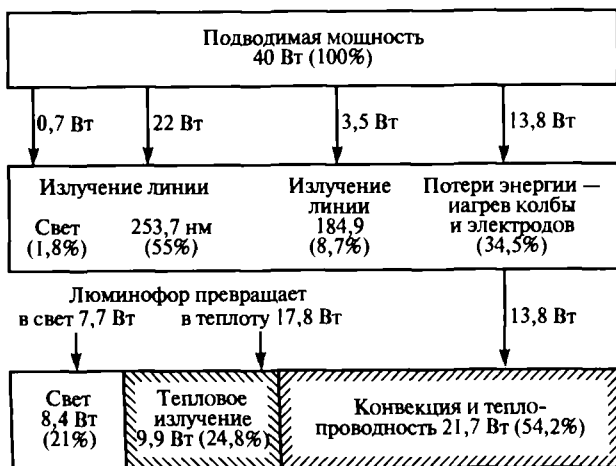 Подводимая мощность
40 Вт (100%)
0,7 Вт
22 Вт
3,5 Вт
13,8 Вт
Излучение линии
Свет
(1,8%)
253,7 нм
(55%)
Излучение
линии
184,9
(8,7%)
Потери энергии —
иагрев колбы
и электродов
(34,5%)
Люминофор превращает
в свет 7,7 Вт
в теплоту 17,8 Вт
13,8 Вт
Свет
8,4 Вт
(21%)
Тепловое
излучение
9,9 Вт (24,8%)
Конвекция и тепло-
проводность 21,7 Вт (54,2%)